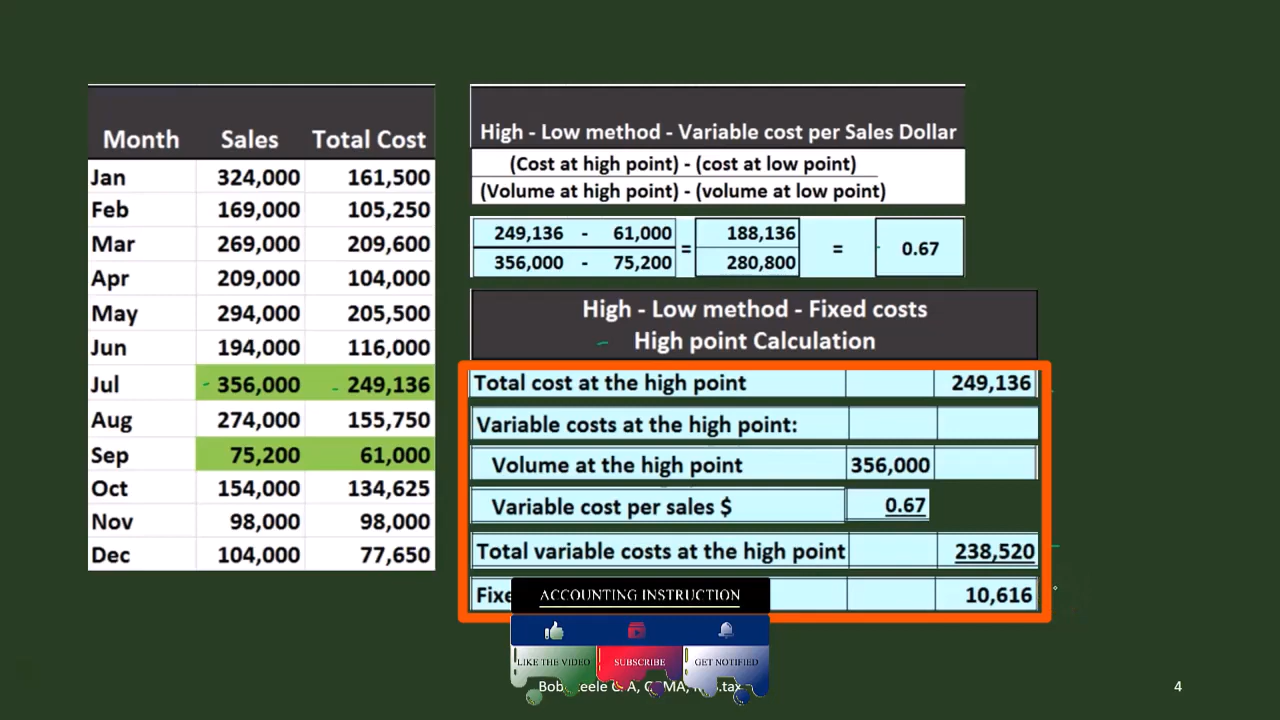 Month Sales Total Cost
Jan 324,000 161,500
Feb 169,000 105,250
Mar 269,000 209,600
Apr 209,000 104,000
May 294,000 205,500
Jun 194,000 116,000
Jul 356,000 249,136
Aug 274,000 155,750
Sep 75,200 61,000
Oct 154,000 134,625
Nov 98,000 98,000
Dec 104,000 77,650
High - Low method - Variable cost per Sales Dollar
(Cost at high point) - (cost at low point)
(Volume at high point) - (volume at low point)
249,136 - 61,000 = 188,136 = 0.67
356,000 - 75,200 280,800
High - Low method - Fixed costs
High point Calculation
Total cost at the high point 249,136
Variable costs at the high point:
Volume at the high point 356,000
Variable cost per sales $ 0.67
Total variable costs at the high point 238,520
10,616
ACCOUNTING INSTRUCTION
LIKE THE VIDEO SUBSCRIBE GET NOTIFIED
4